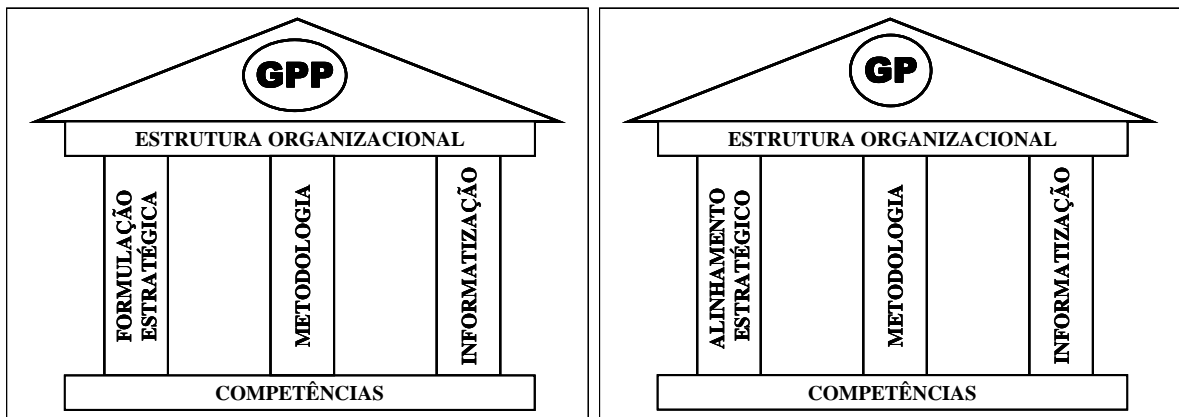 GPP
ESTRUTURA ORGANIZACIONAL
FORMULAÇÃO
ESTRATÉGICA
METODOLOGIA
INFORMATIZAÇÃO
COMPETÊNCIAS
GP
ESTRUTURA ORGANIZACIONAL
ALINHAMENTO
ESTRATÉGICO
METODOLOGIA
INFORMATIZAÇÃO
COMPETÊNCIAS